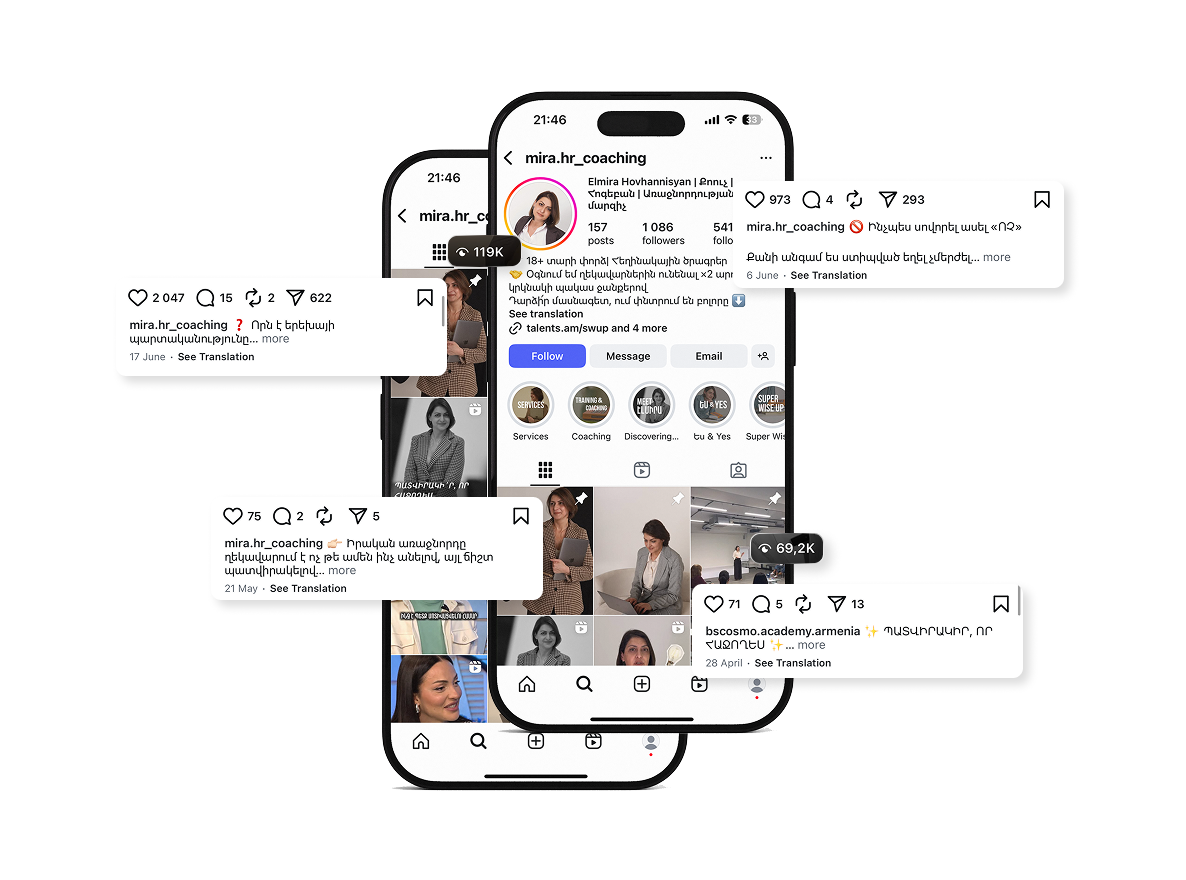 21:46
mira.hr_co
119K
2 047 15 2 622
mira.hr_coaching ❓ Որն է երեխայի
պարտականությունը... more
17 June · See Translation
ՊԱՏՎԻՐԱԿԻ՛Ր, ՈՐ
ՀԱՋՈՂԵՍ
75 2 5
mira.hr_coaching 👉🏻 Իրական առաջնորդը
ղեկավարում է ոչ թե ամեն ինչ անելով, այլ ճիշտ
պատվիրակելով... more
21 May · See Translation
21:46
33
mira.hr_coaching
Elmira Hovhannisyan | Քոուչ |
Հոգեբան | Առաջնորդության
մարզիչ
157 1 086 541
posts followers follo
18+ տարի փորձ| Հեղինակային ծրագրեր
🤝 Օգնում եմ ղեկավարներին ունենալ ×2 արդ
կրկնակի պակաս ջանքերով
Դարձի՛ր մասնագետ, ում փնտրում են բոլորը ⬇️
See translation
talents.am/swup and 4 more
Follow Message Email
SERVICES
TRAINING &
COACHING
MEET
ԷԼՄԻՐԱ
ԵՍ & YES
SUPER
WISE UP
Services Coaching Discovering... Ես & Yes Super Wis
973 4 293
mira.hr_coaching 🚫 Ինչպես սովորել ասել «ՈՉ»
Քանի անգամ ես ստիպված եղել չմերժել... more
6 June · See Translation
69,2K
71 5 13
bscosmo.academy.armenia ✨ ՊԱՏՎԻՐԱԿԻՐ, ՈՐ
ՀԱՋՈՂԵՍ ✨... more
28 April · See Translation